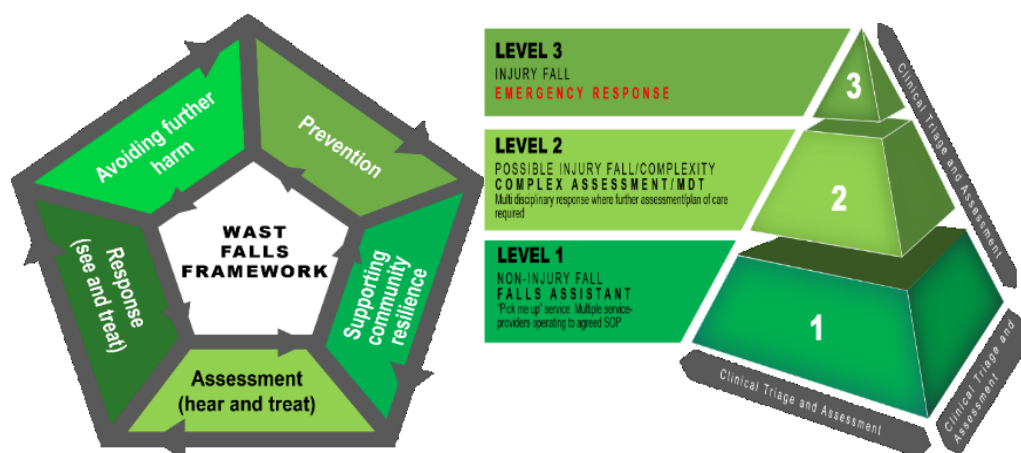 Avoiding further
harm
Prevention
WAST
FALLS
FRAMEWORK
Response
(see and treat)
Supporting
community
resilience
Assessment
(hear and treat)
LEVEL 3
INJURY FALL
EMERGENCY RESPONSE
LEVEL 2
POSSIBLE INJURY FALL/COMPLEXITY
COMPLEX ASSESSMENT/MDT
Multi disciplinary response where further assessment/plan of care
required
LEVEL 1
NON-INJURY FALL
FALLS ASSISTANT
"Pick me up" service. Multiple service-
providers operating to agreed SOP
3
2
1
Clinical Triage and Assessment
Clinical Triage and Assessment
Clinical Triage and
Assessment